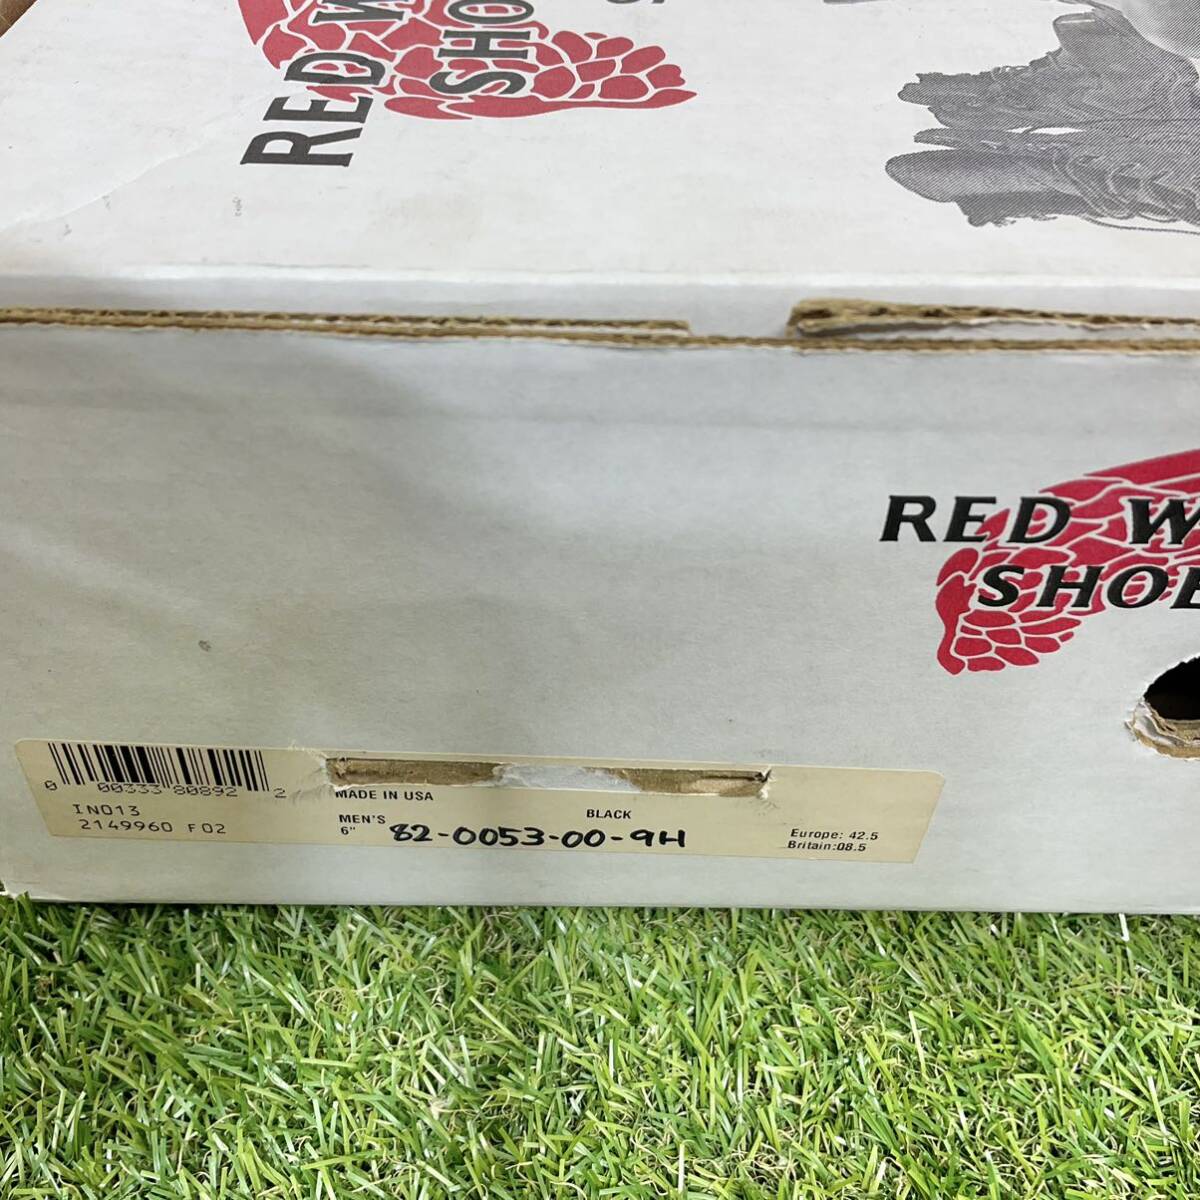 RED W
SHO
RED W
SHOE
0 00333 80892 2
IN013
2149960 F02
MADE IN USA
MEN'S
6"
BLACK
82-0053-00-9H
Europe: 42.5
Britain:08.5